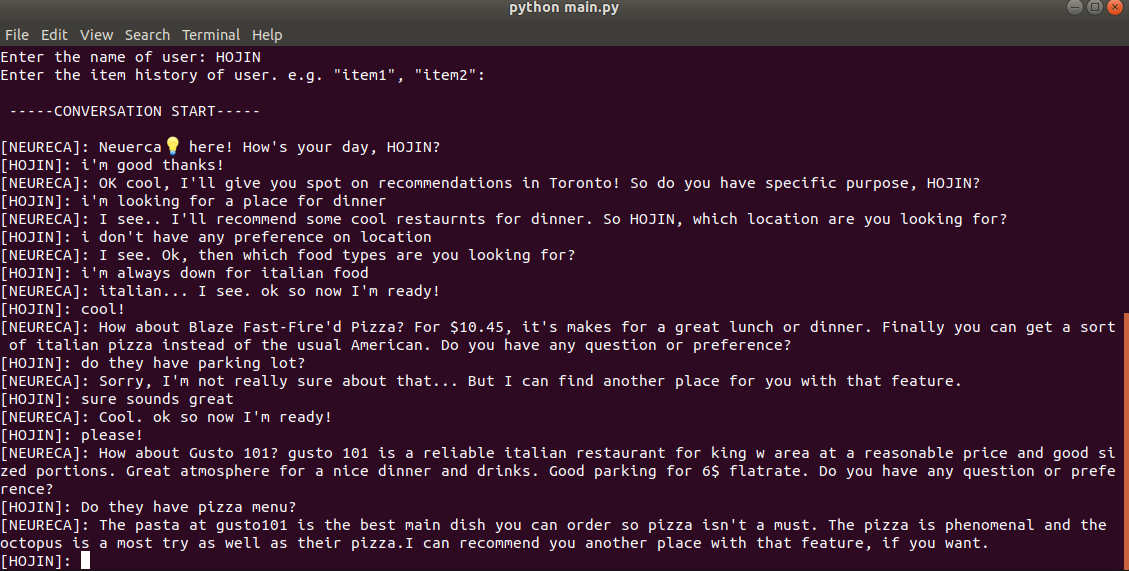 python main.py
File Edit View Search Terminal Help
Enter the name of user: HOJIN
Enter the item history of user. e.g. "item1", "item2":
-----CONVERSATION START-----
[NEURECA]: Neuerca💡 here! How's your day, HOJIN?
[HOJIN]: i'm good thanks!
[NEURECA]: OK cool, I'll give you spot on recommendations in Toronto! So do you have specific purpose, HOJIN?
[HOJIN]: i'm looking for a place for dinner
[NEURECA]: I see.. I'll recommend some cool restaurnts for dinner. So HOJIN, which location are you looking for?
[HOJIN]: i don't have any preference on location
[NEURECA]: I see. Ok, then which food types are you looking for?
[HOJIN]: i'm always down for italian food
[NEURECA]: italian... I see. ok so now I'm ready!
[HOJIN]: cool!
[NEURECA]: How about Blaze Fast-Fire'd Pizza? For $10.45, it's makes for a great lunch or dinner. Finally you can get a sort
of italian pizza instead of the usual American. Do you have any question or preference?
[HOJIN]: do they have parking lot?
[NEURECA]: Sorry, I'm not really sure about that... But I can find another place for you with that feature.
[HOJIN]: sure sounds great
[NEURECA]: Cool. ok so now I'm ready!
[HOJIN]: please!
[NEURECA]: How about Gusto 101? gusto 101 is a reliable italian restaurant for king w area at a reasonable price and good si
zed portions. Great atmosphere for a nice dinner and drinks. Good parking for 6$ flatrate. Do you have any question or prefe
rence?
[HOJIN]: Do they have pizza menu?
[NEURECA]: The pasta at gusto101 is the best main dish you can order so pizza isn't a must. The pizza is phenomenal and the
octopus is a most try as well as their pizza.I can recommend you another place with that feature, if you want.
[HOJIN]: